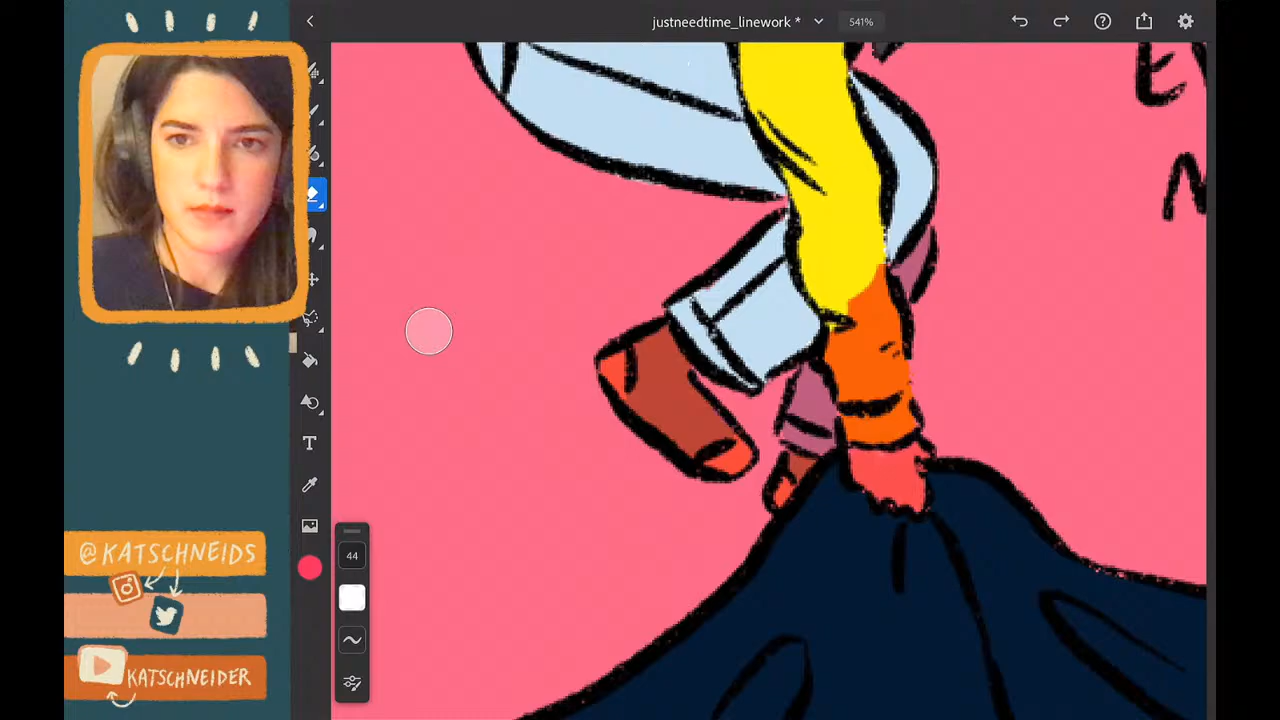 justneedtime_linework *
541%
E
N
T
44
@KATSCHNEIDS
KATSCHNEIDER